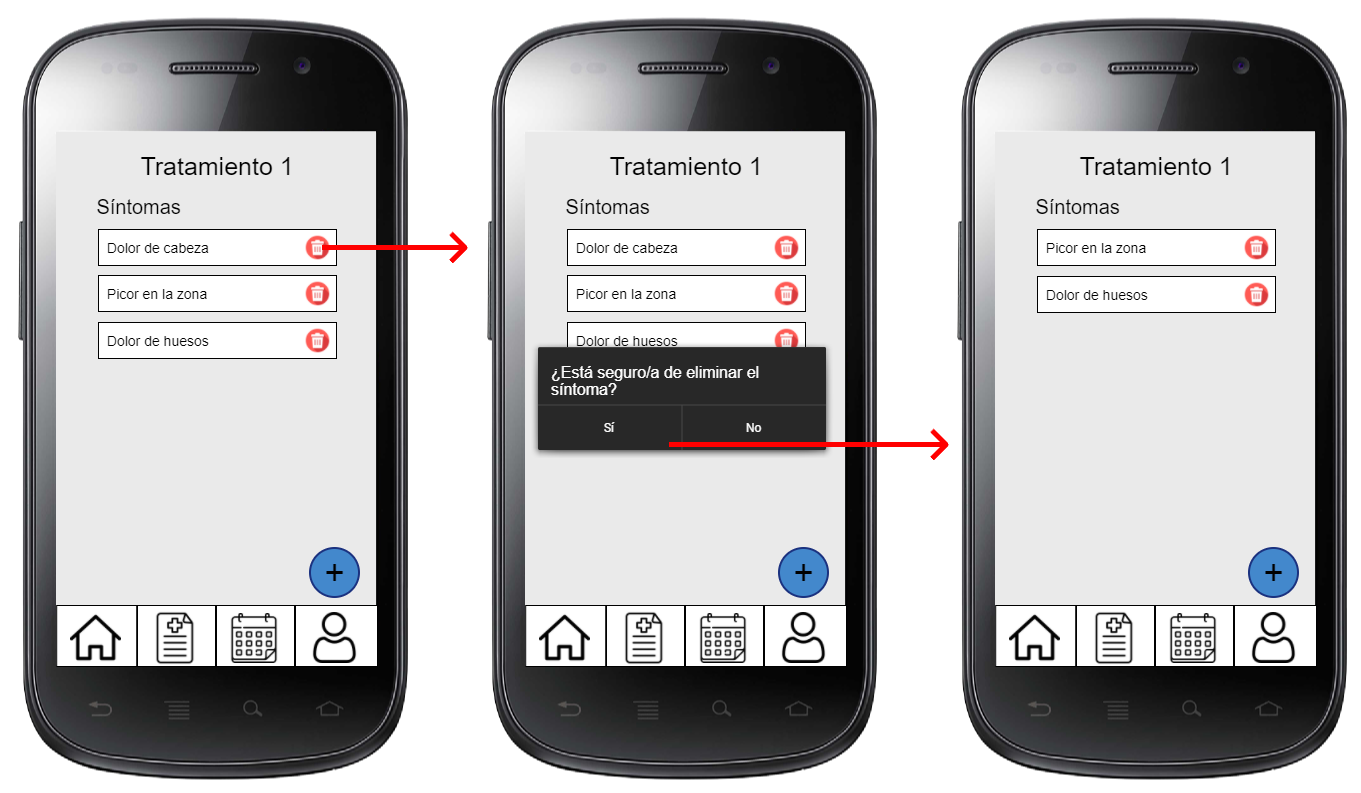 Tratamiento 1
Síntomas
Dolor de cabeza
Picor en la zona
Dolor de huesos
+
Tratamiento 1
Síntomas
Dolor de cabeza
Picor en la zona
Dolor de huesos
¿Está seguro/a de eliminar el
síntoma?
Sí
No
+
Tratamiento 1
Síntomas
Picor en la zona
Dolor de huesos
+